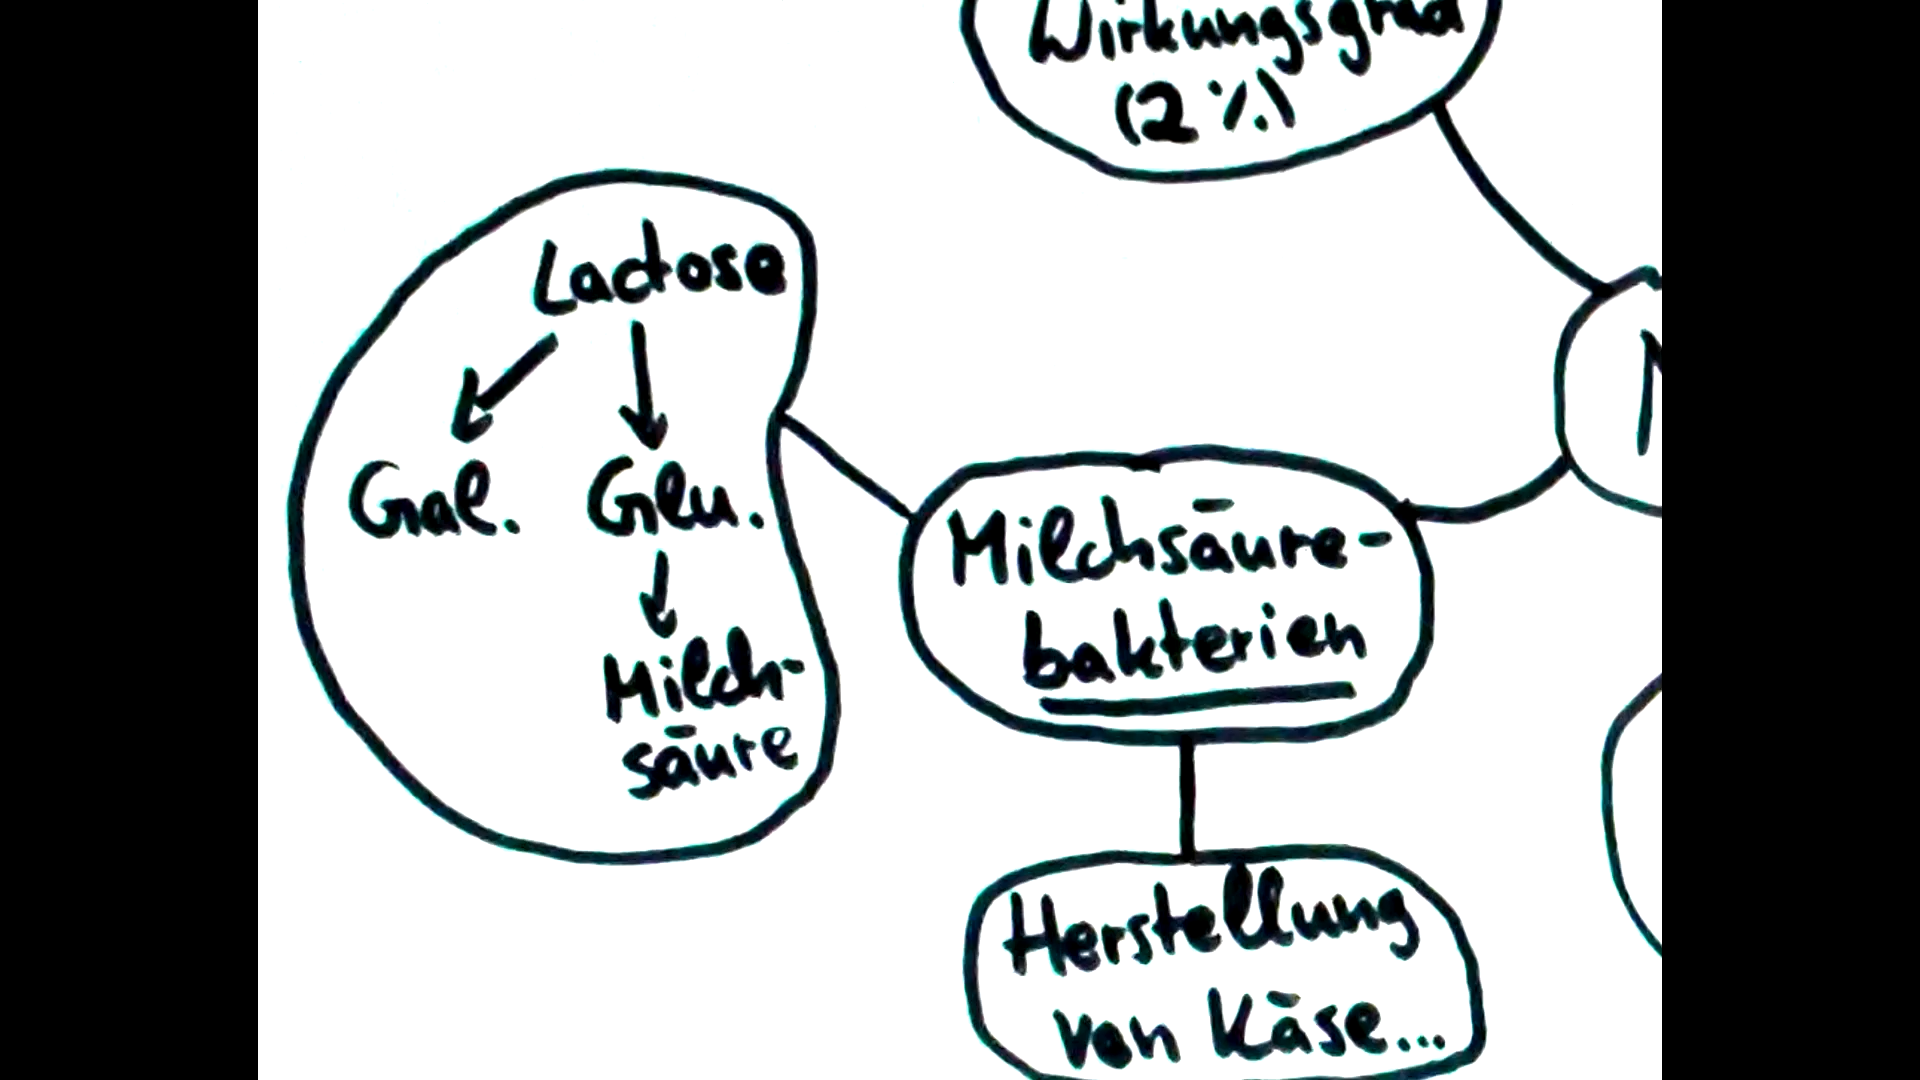 Wirkungsgrad
(2%)
Lactose
Gal. Glu.
Milch-
säure
Milchsäure-
bakterien
Herstellung
von Käse...